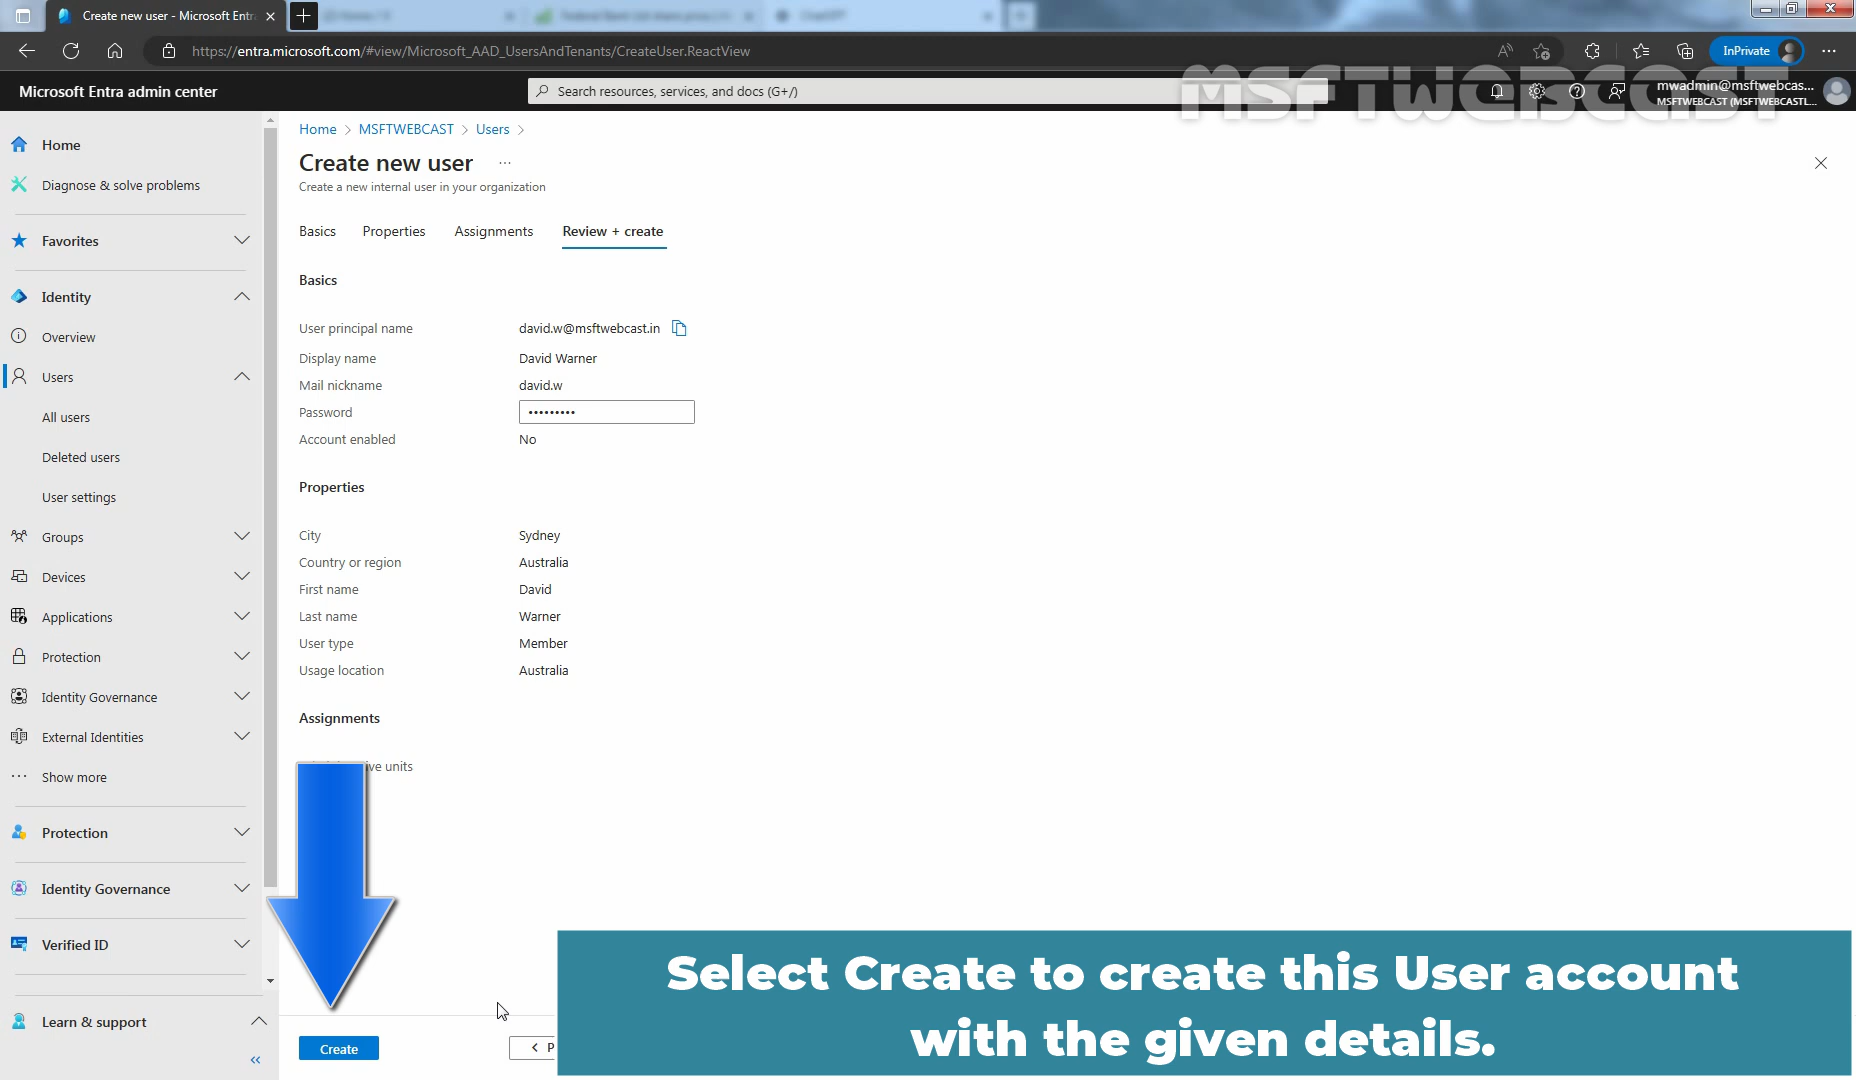 Create new user - Microsoft Entr
https://entra.microsoft.com/#view/Microsoft_AAD_UsersAndTenants/CreateUser.ReactView
InPrivate
MSFTWEBCAST
Microsoft Entra admin center
Search resources, services, and docs (G+/)
mwadmin@msftwebcas...
MSFTWEBCAST (MSFTWEBCASTL...
Home
Diagnose & solve problems
Favorites
Identity
Overview
Users
All users
Deleted users
User settings
Groups
Devices
Applications
Protection
Identity Governance
External Identities
Show more
Protection
Identity Governance
Verified ID
Learn & support
Home > MSFTWEBCAST > Users >
Create new user ...
Create a new internal user in your organization
Basics Properties Assignments Review + create
Basics
User principal name david.w@msftwebcast.in
Display name David Warner
Mail nickname david.w
Password •••••••••
Account enabled No
Properties
City Sydney
Country or region Australia
First name David
Last name Warner
User type Member
Usage location Australia
Assignments
units
Create
< P
Select Create to create this User account
with the given details.